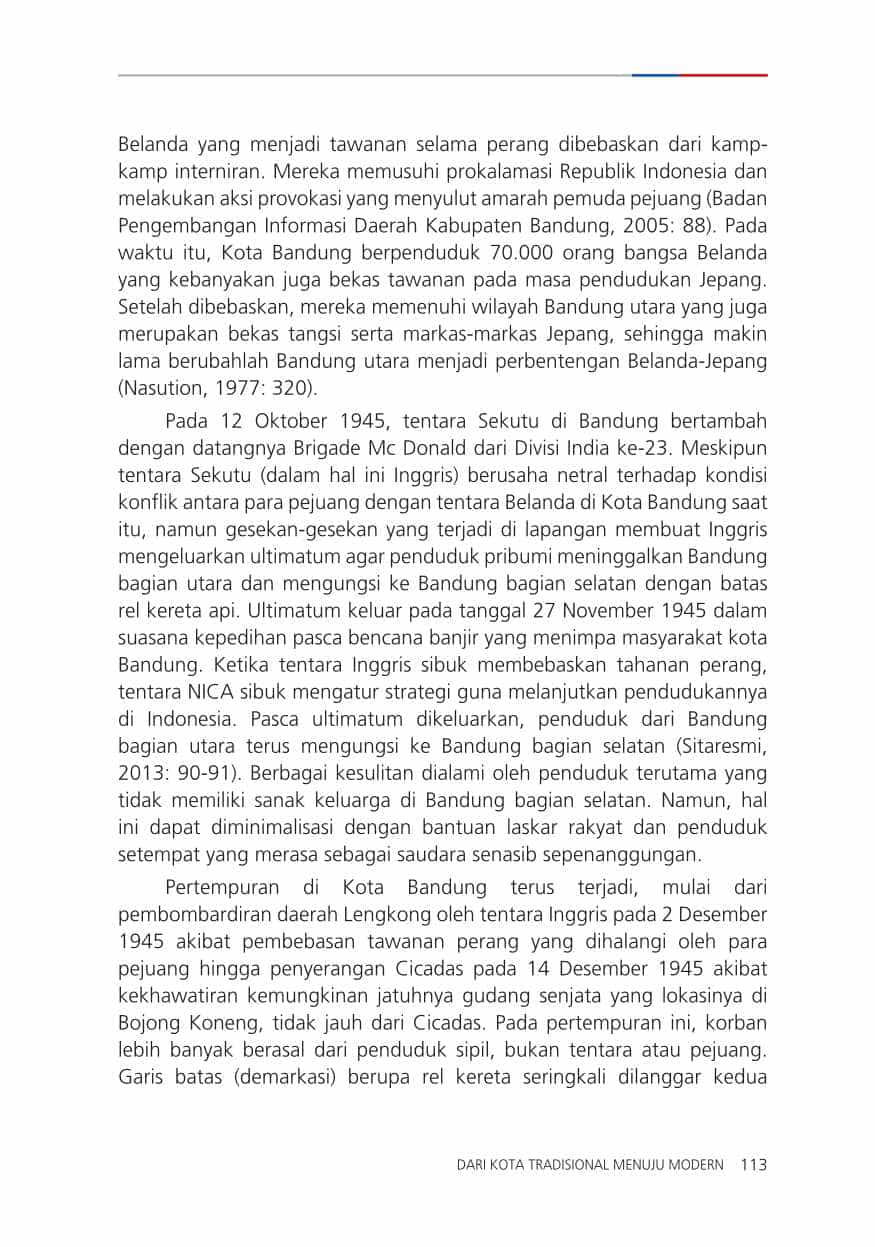 Belanda yang menjadi tawanan selama perang dibebaskan dari kamp-
kamp interniran. Mereka memusuhi prokalamasi Republik Indonesia dan
melakukan aksi provokasi yang menyulut amarah pemuda pejuang (Badan
Pengembangan Informasi Daerah Kabupaten Bandung, 2005: 88). Pada
waktu itu, Kota Bandung berpenduduk 70.000 orang bangsa Belanda
yang kebanyakan juga bekas tawanan pada masa pendudukan Jepang.
Setelah dibebaskan, mereka memenuhi wilayah Bandung utara yang juga
merupakan bekas tangsi serta markas-markas Jepang, sehingga makin
lama berubahlah Bandung utara menjadi perbentengan Belanda-Jepang
(Nasution, 1977: 320).
Pada 12 Oktober 1945, tentara Sekutu di Bandung bertambah
dengan datangnya Brigade Mc Donald dari Divisi India ke-23. Meskipun
tentara Sekutu (dalam hal ini Inggris) berusaha netral terhadap kondisi
konflik antara para pejuang dengan tentara Belanda di Kota Bandung saat
itu, namun gesekan-gesekan yang terjadi di lapangan membuat Inggris
mengeluarkan ultimatum agar penduduk pribumi meninggalkan Bandung
bagian utara dan mengungsi ke Bandung bagian selatan dengan batas
rel kereta api. Ultimatum keluar pada tanggal 27 November 1945 dalam
suasana kepedihan pasca bencana banjir yang menimpa masyarakat kota
Bandung. Ketika tentara Inggris sibuk membebaskan tahanan perang,
tentara NICA sibuk mengatur strategi guna melanjutkan pendudukannya
di Indonesia. Pasca ultimatum dikeluarkan, penduduk dari Bandung
bagian utara terus mengungsi ke Bandung bagian selatan (Sitaresmi,
2013: 90-91). Berbagai kesulitan dialami oleh penduduk terutama yang
tidak memiliki sanak keluarga di Bandung bagian selatan. Namun, hal
ini dapat diminimalisasi dengan bantuan laskar rakyat dan penduduk
setempat yang merasa sebagai saudara senasib sepenanggungan.
Pertempuran di Kota Bandung terus terjadi, mulai dari
pembombardiran daerah Lengkong oleh tentara Inggris pada 2 Desember
1945 akibat pembebasan tawanan perang yang dihalangi oleh para
pejuang hingga penyerangan Cicadas pada 14 Desember 1945 akibat
kekhawatiran kemungkinan jatuhnya gudang senjata yang lokasinya di
Bojong Koneng, tidak jauh dari Cicadas. Pada pertempuran ini, korban
lebih banyak berasal dari penduduk sipil, bukan tentara atau pejuang.
Garis batas (demarkasi) berupa rel kereta seringkali dilanggar kedua
DARI KOTA TRADISIONAL MENUJU MODERN 113